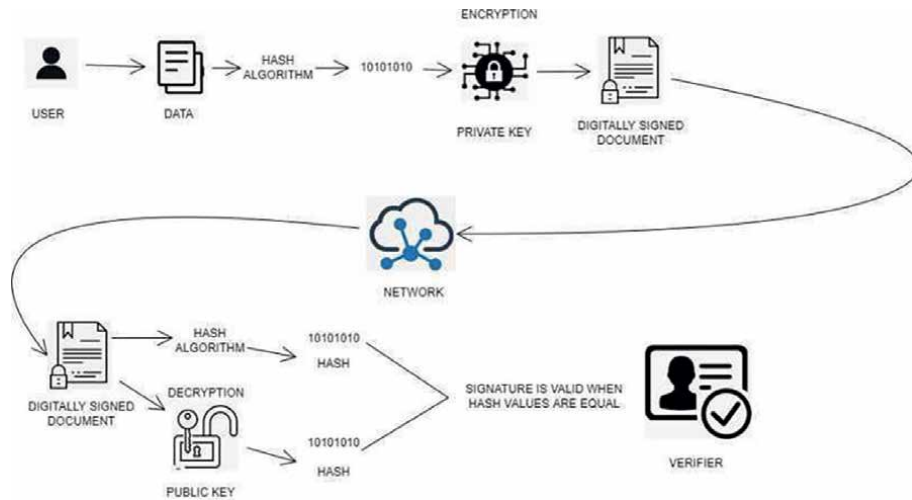 ENCRYPTION
USER
DATA
HASH
ALGORITHM
10101010
PRIVATE KEY
DIGITALLY SIGNED
DOCUMENT
NETWORK
DIGITALLY SIGNED
DOCUMENT
HASH
ALGORITHM
10101010
HASH
DECRYPTION
PUBLIC KEY
10101010
HASH
SIGNATURE IS VALID WHEN
HASH VALUES ARE EQUAL
VERIFIER